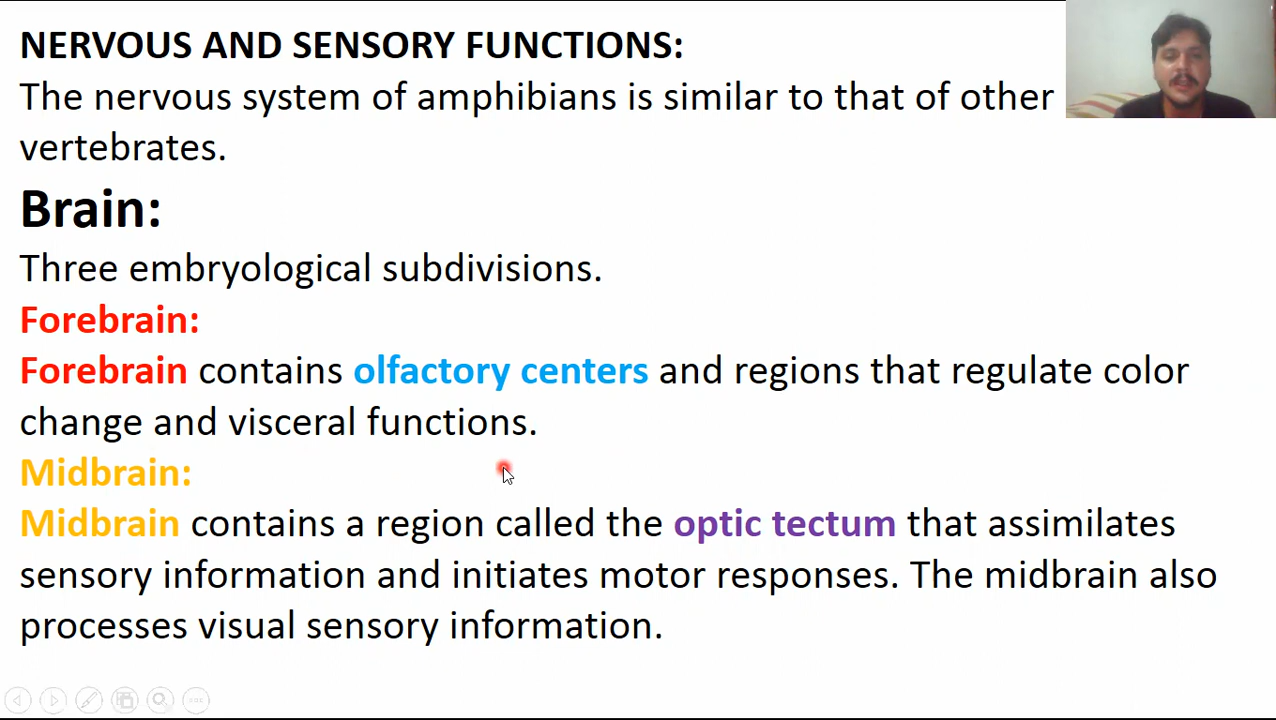 NERVOUS AND SENSORY FUNCTIONS:
The nervous system of amphibians is similar to that of other
vertebrates.
Brain:
Three embryological subdivisions.
Forebrain:
Forebrain contains olfactory centers and regions that regulate color
change and visceral functions.
Midbrain:
Midbrain contains a region called the optic tectum that assimilates
sensory information and initiates motor responses. The midbrain also
processes visual sensory information.